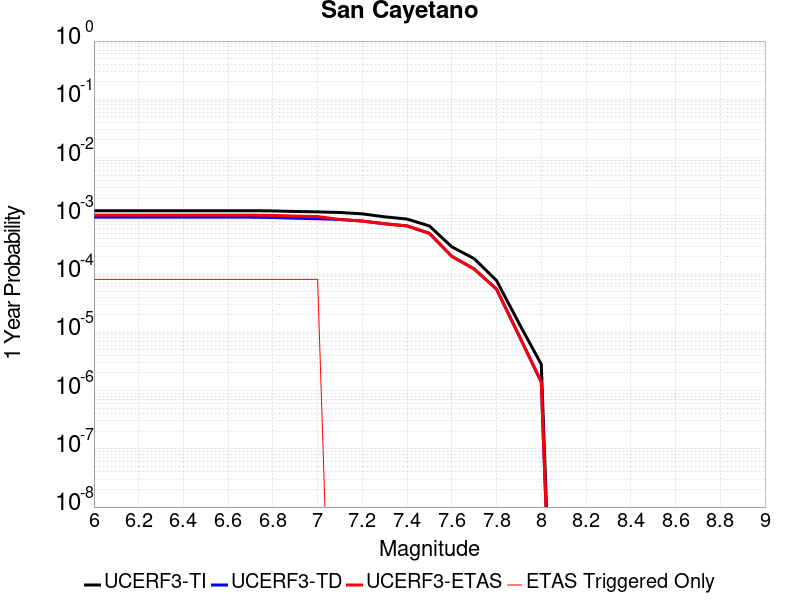 San Cayetano
10^0
10^-1
10^-2
10^-3
10^-4
10^-5
10^-6
10^-7
10^-8
1 Year Probability
6 6.2 6.4 6.6 6.8 7 7.2 7.4 7.6 7.8 8 8.2 8.4 8.6 8.8 9
Magnitude
UCERF3-TI UCERF3-TD UCERF3-ETAS ETAS Triggered Only